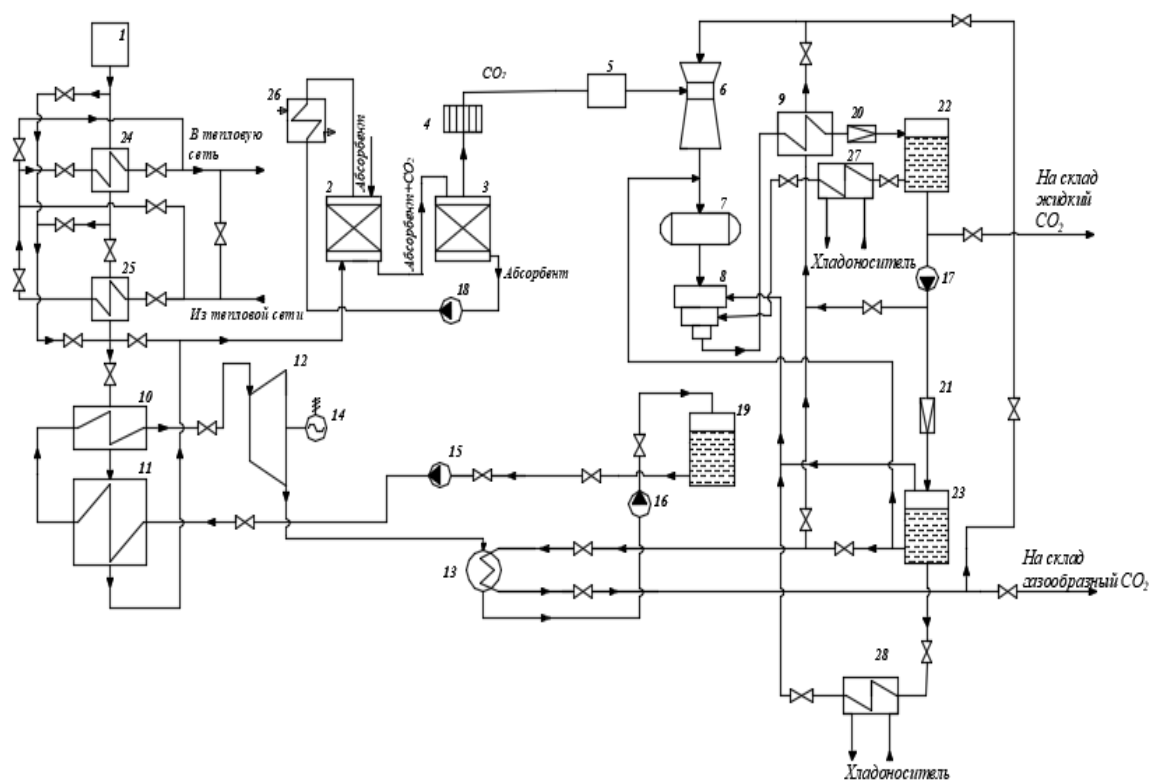 1
5
CO₂
6
26
9
20
22
4
24
В тепловую
сеть
Абсорбент
27
На склад
жидкий
CO₂
2
3
Абсорбент+CO₂
7
25
Абсорбент
Хладоноситель
17
8
18
Из тепловой сети
12
21
10
14
19
11
15
16
23
13
На склад
газообразный CO₂
28
Хладоноситель